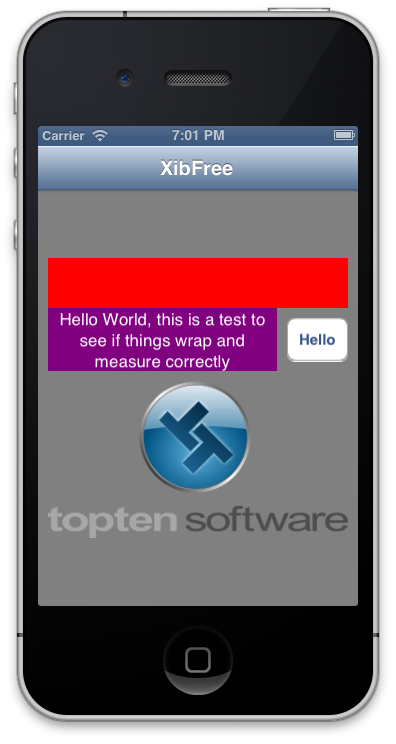 Carrier 7:01 PM
XibFree
Hello World, this is a test to
see if things wrap and
measure correctly
Hello
topten software